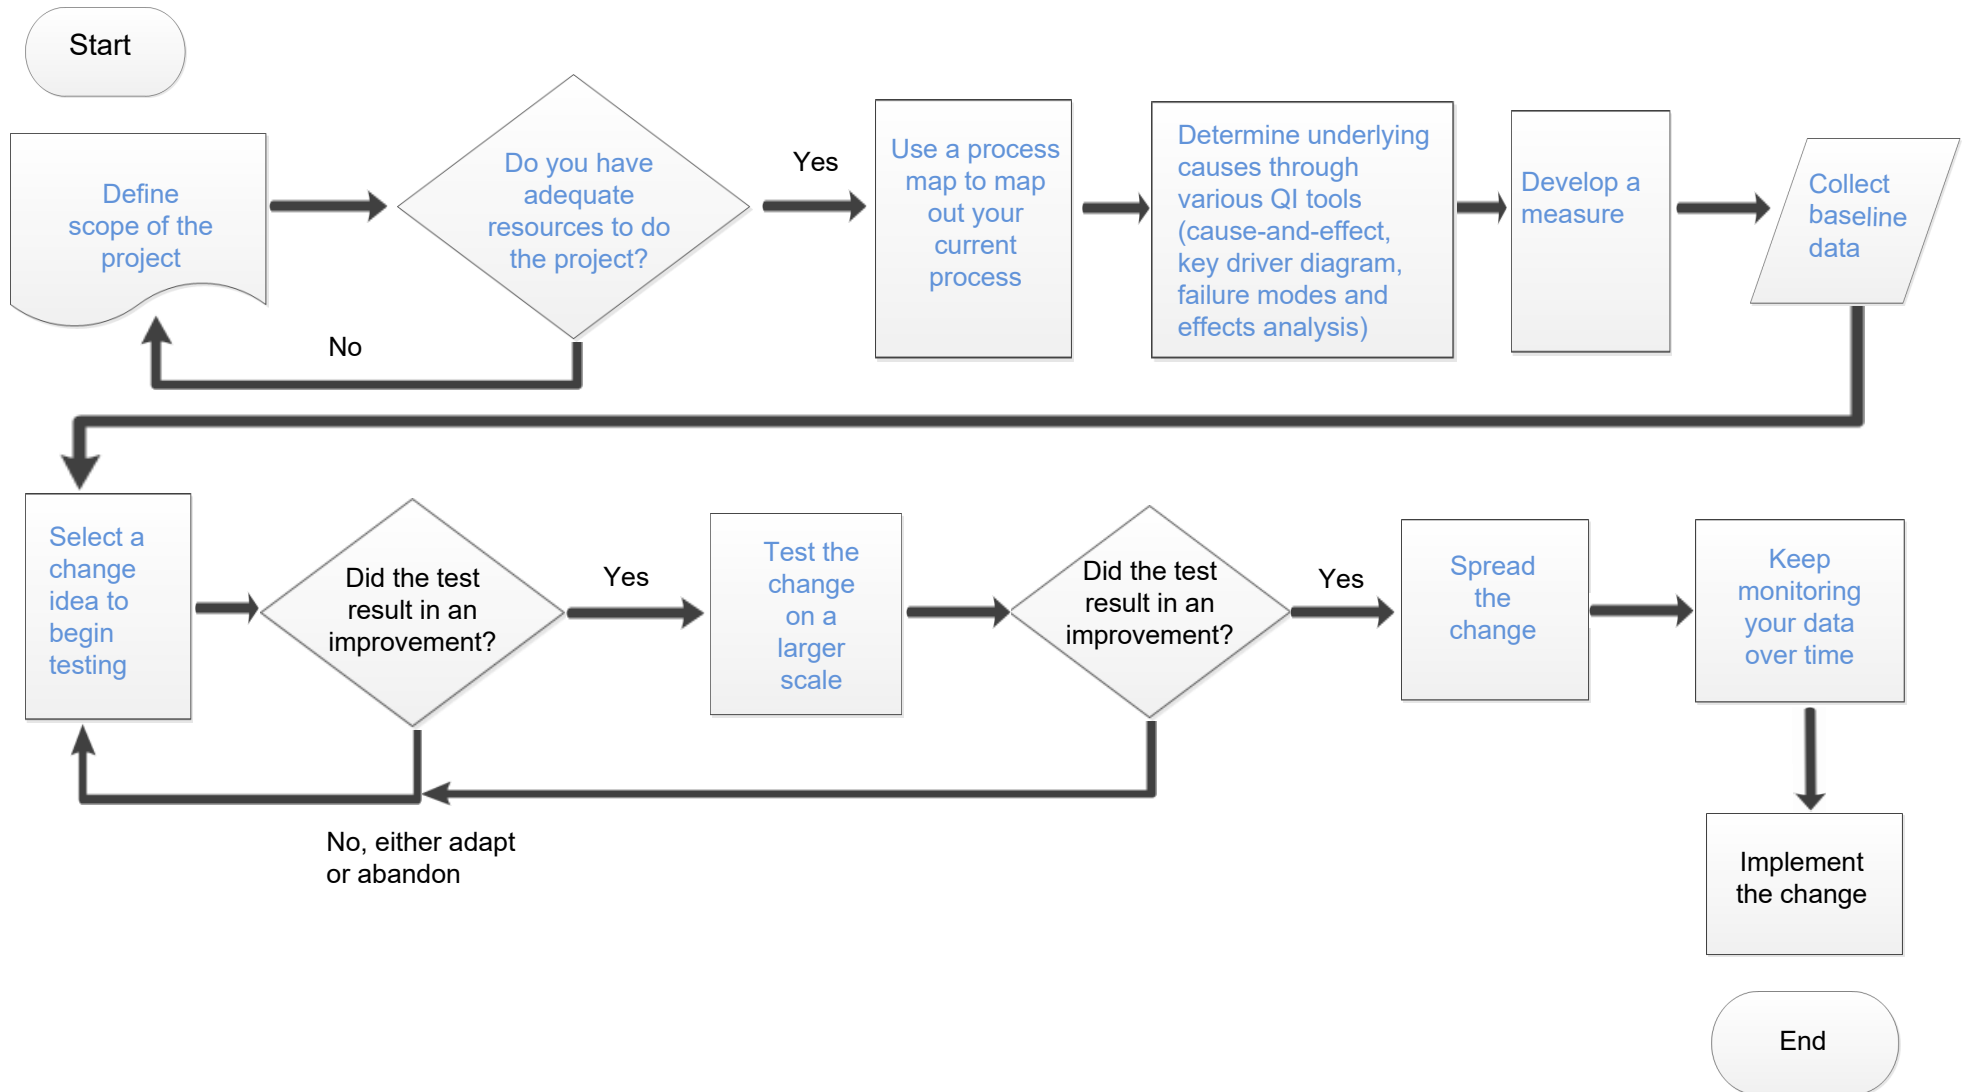 Start
Define
scope of the
project
Do you have
adequate
resources to do
the project?
No
Yes
Use a process
map to map
out your
current
process
Determine underlying
causes through
various QI tools
(cause-and-effect,
key driver diagram,
failure modes and
effects analysis)
Develop a
measure
Collect
baseline
data
Select a
change
idea to
begin
testing
Did the test
result in an
improvement?
Yes
Test the
change
on a
larger
scale
Did the test
result in an
improvement?
No, either adapt
or abandon
Yes
Spread
the
change
Keep
monitoring
your data
over time
Implement
the change
End